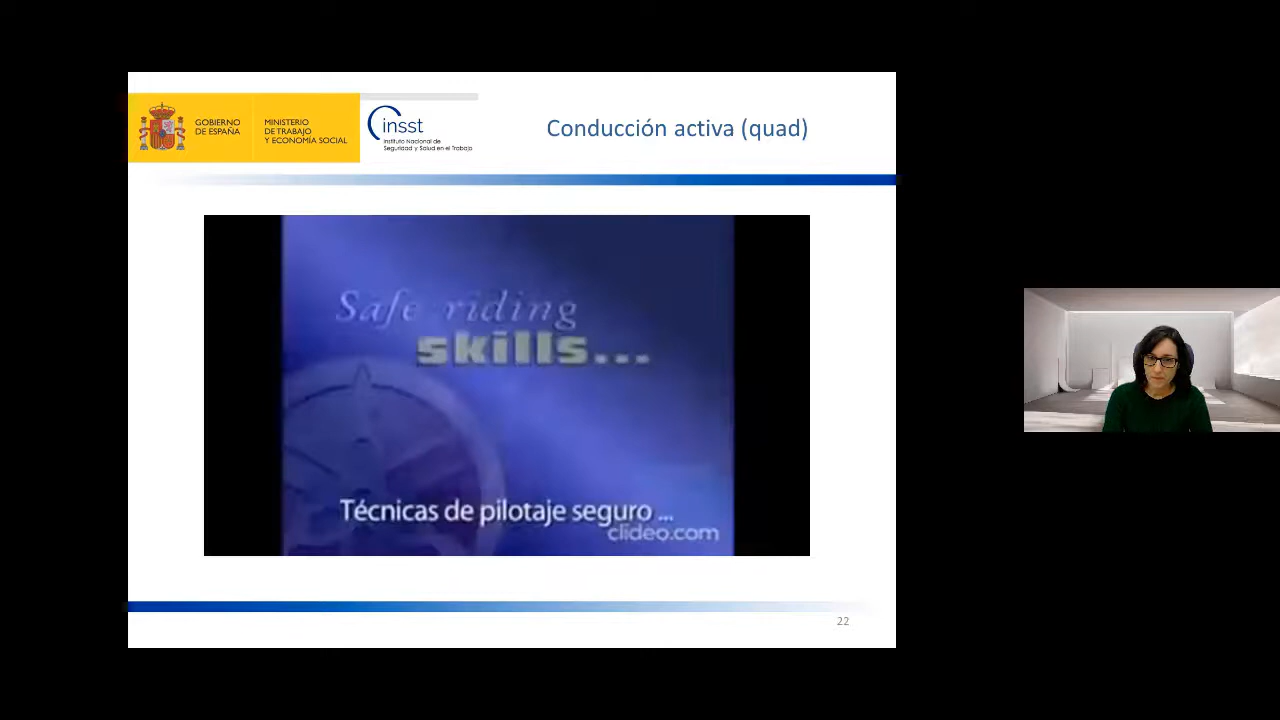 GOBIERNO
DE ESPAÑA
MINISTERIO
DE TRABAJO
Y ECONOMÍA SOCIAL
insst
Instituto Nacional de
Seguridad y Salud en el Trabajo
Conducción activa (quad)
Safe riding
skills...
Técnicas de pilotaje seguro ...
clideo.com
22